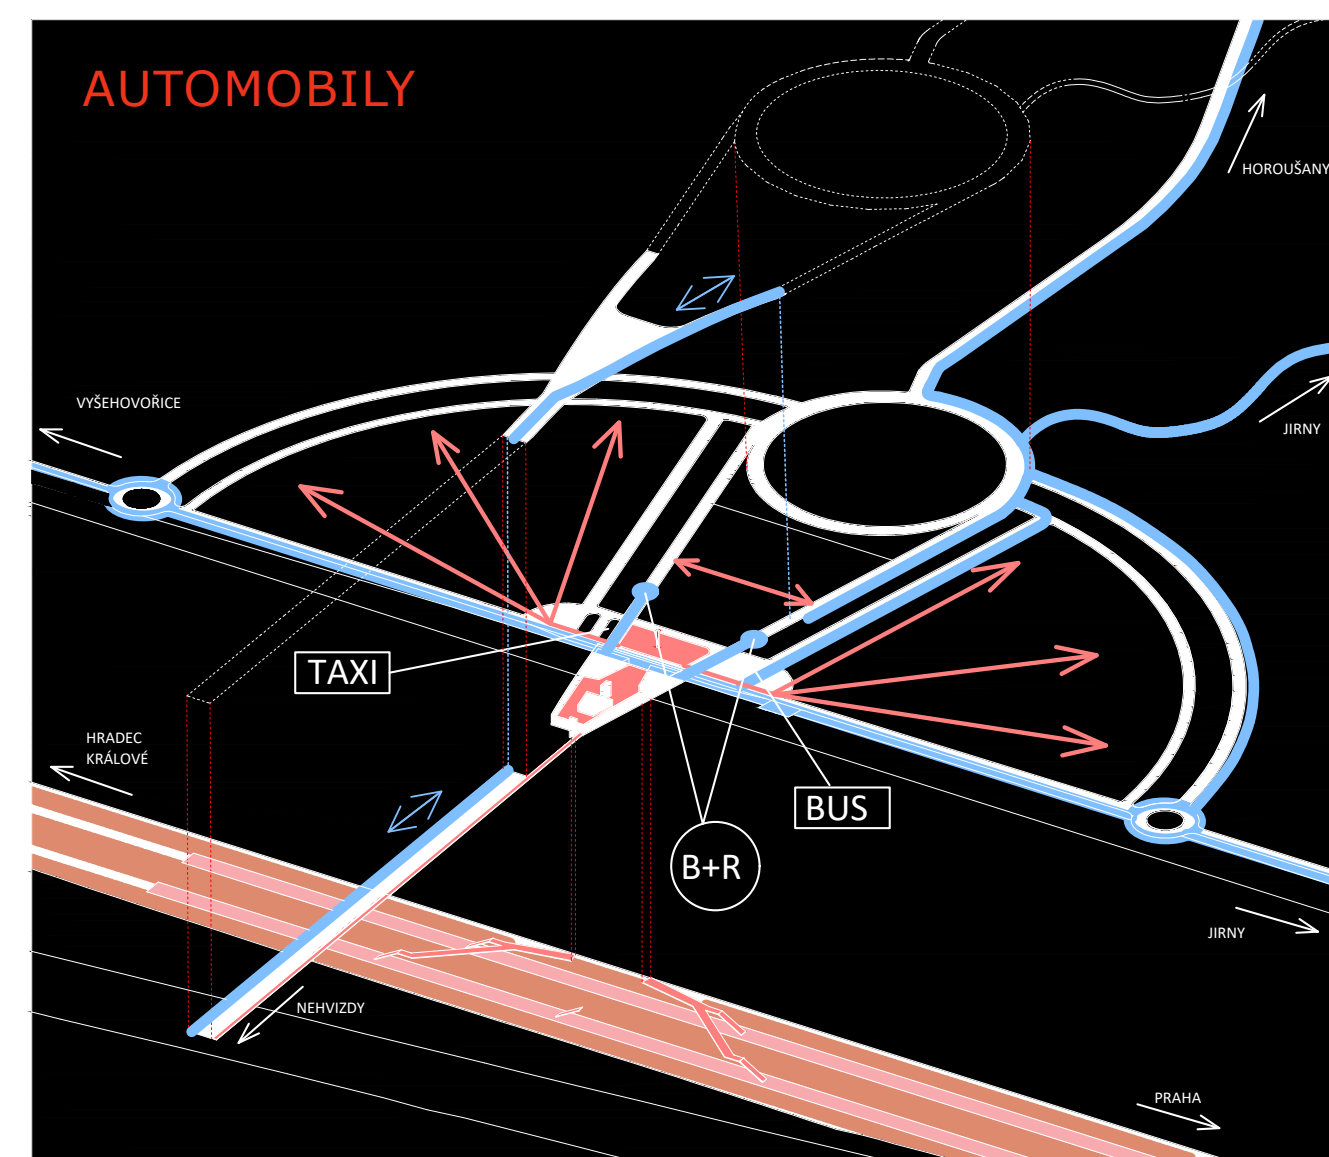 AUTOMOBILY
HOROUŠANY
VYŠEHOVOŘICE
JIRNY
TAXI
HRADEC
KRÁLOVÉ
BUS
B+R
JIRNY
NEHVIZDY
PRAHA